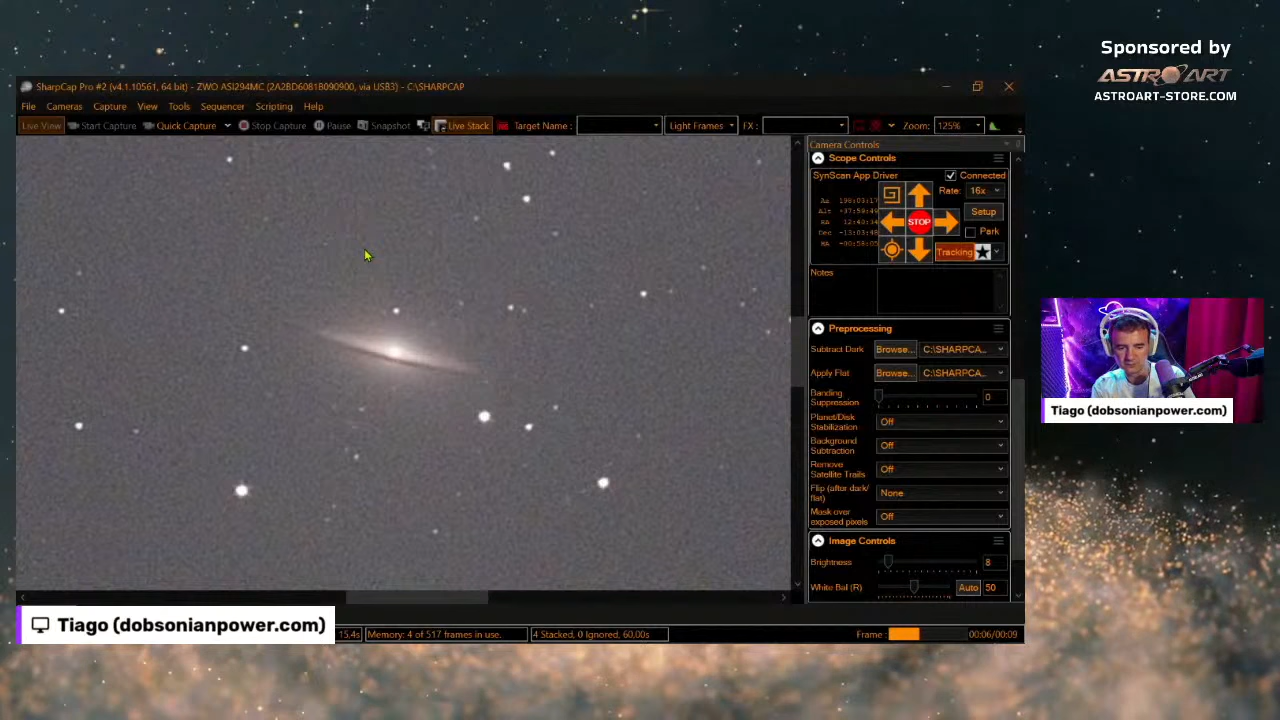 Sponsored by
ASTROART
ASTROART-STORE.COM
SharpCap Pro #2 (v4.1.10561, 64 bit) - ZWO ASI294MC (2A2BD60818090900, via USB3) - C:\SHARPCAP
File Cameras Capture View Tools Sequencer Scripting Help
Live View Start Capture Quick Capture Stop Capture Pause Snapshot Live Stack Target Name : Light Frames FX : Zoom: 125%
Camera Controls
Scope Controls
SynScan App Driver Connected
Rate: 16x
STOP
Setup
Park
Tracking
Notes
Preprocessing
Subtract Dark Browse... C:\SHARPCA...
Apply Flat Browse... C:\SHARPCA...
Banding
Suppression 0
Planet/Disk
Stabilization Off
Background
Subtraction Off
Remove
Satellite Trails Off
Flip (after dark/
flat) None
Mask over
exposed pixels Off
Image Controls
Brightness 8
White Bal (R) Auto 50
Tiago (dobsonianpower.com)
Tiago (dobsonianpower.com)
15.4s Memory: 4 of 517 frames in use. 4 Stacked, 0 Ignored, 60.00s Frame : 00:06/00:09